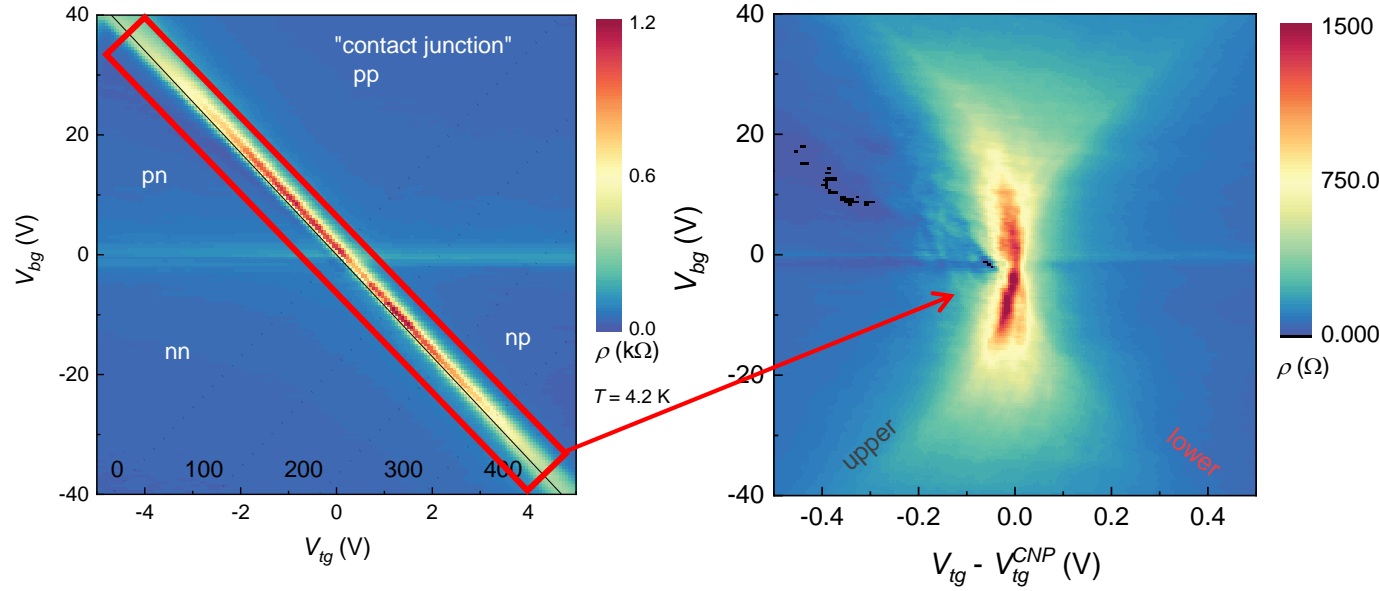 40
20
0
-20
-40
V_bg (V)
"contact junction"
pp
pn
nn
np
0 100 200 300 400
-4 -2 0 2 4
V_tg (V)
1.2
0.6
0.0
ρ (kΩ)
T = 4.2 K
40
20
0
-20
-40
V_bg (V)
upper
lower
-0.4 -0.2 0.0 0.2 0.4
V_tg - V_tg^CNP (V)
1500
750.0
0.000
ρ (Ω)